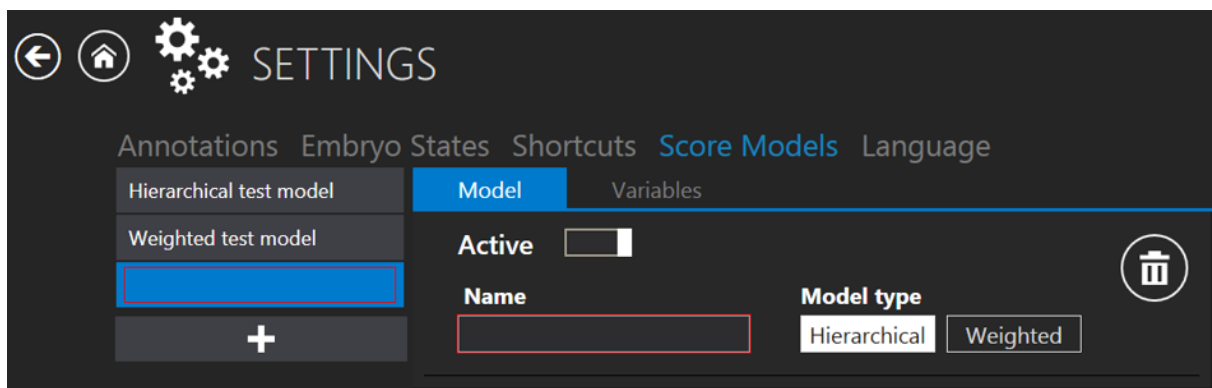 SETTINGS
Annotations Embryo States Shortcuts Score Models Language
Hierarchical test model
Weighted test model
Model Variables
Active
Name
Model type
Hierarchical Weighted